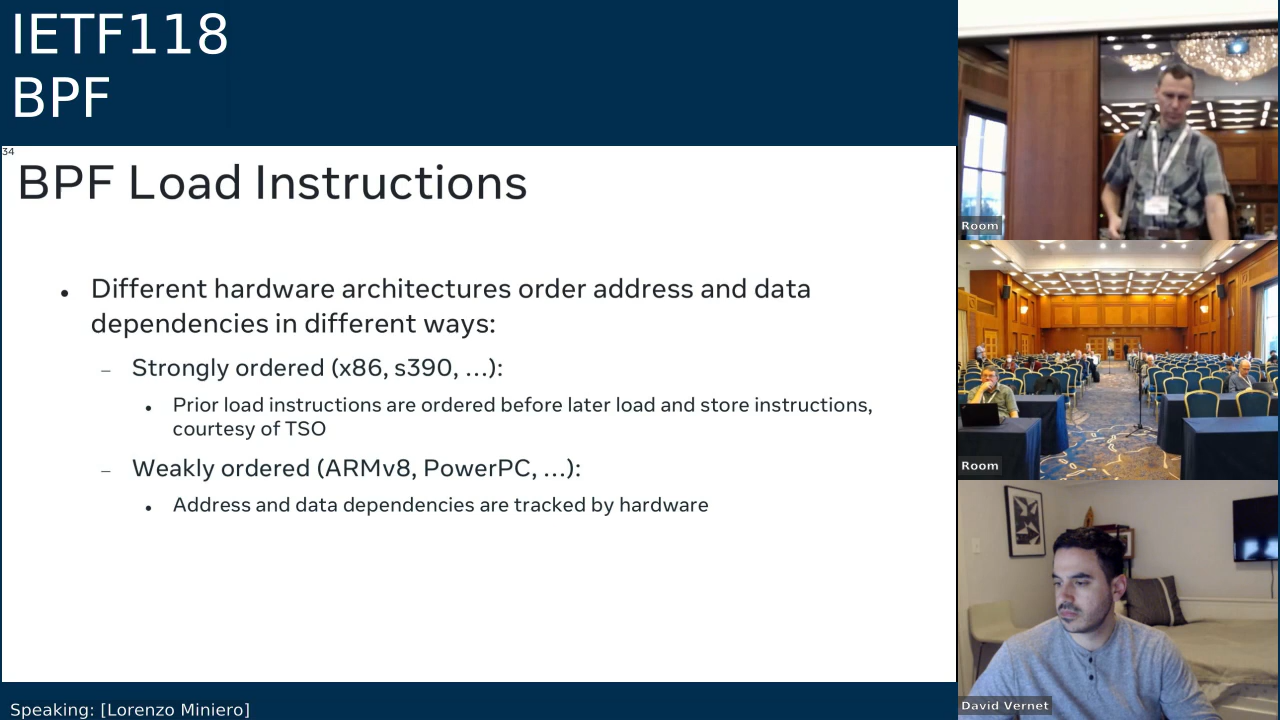 IETF118
BPF
34
BPF Load Instructions
• Different hardware architectures order address and data
dependencies in different ways:
– Strongly ordered (x86, s390, …):
• Prior load instructions are ordered before later load and store instructions,
courtesy of TSO
– Weakly ordered (ARMv8, PowerPC, …):
• Address and data dependencies are tracked by hardware
Speaking: [Lorenzo Miniero]
Room
Room
David Vernet